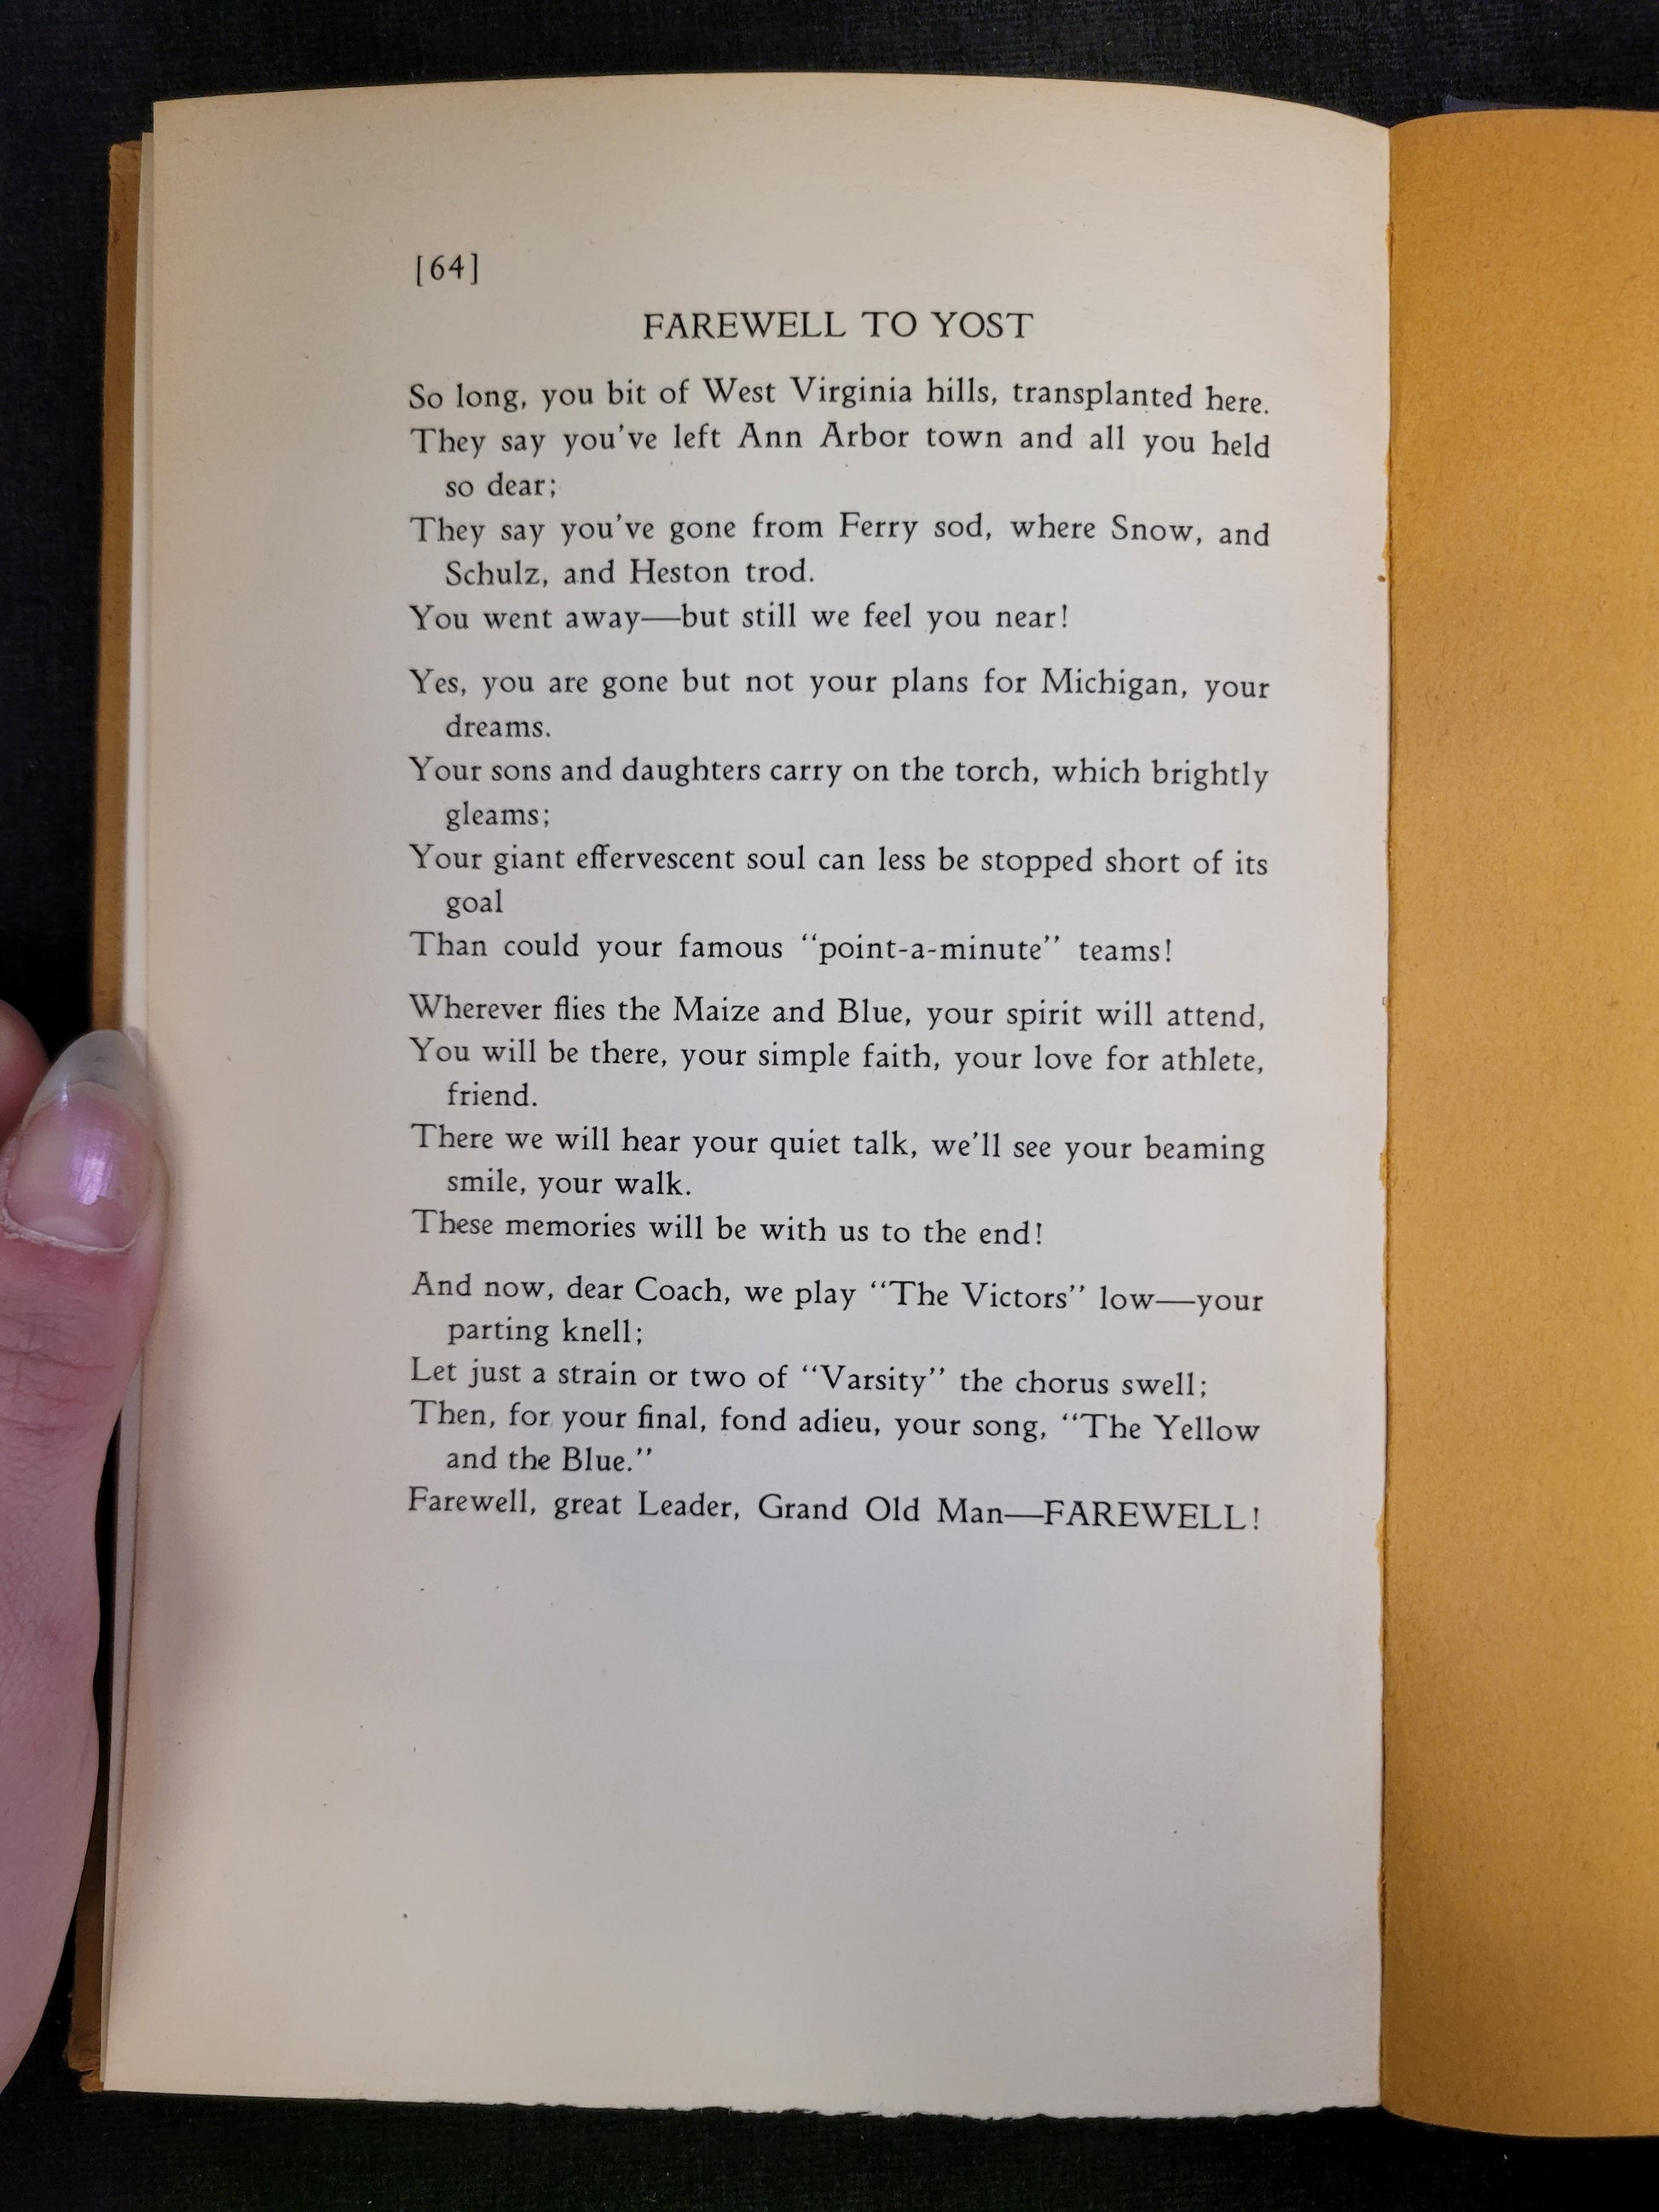 [64]
FAREWELL TO YOST
So long, you bit of West Virginia hills, transplanted here.
They say you've left Ann Arbor town and all you held
so dear;
They say you've gone from Ferry sod, where Snow, and
Schulz, and Heston trod.
You went away—but still we feel you near!
Yes, you are gone but not your plans for Michigan, your
dreams.
Your sons and daughters carry on the torch, which brightly
gleams;
Your giant effervescent soul can less be stopped short of its
goal
Than could your famous “point-a-minute” teams!
Wherever flies the Maize and Blue, your spirit will attend,
You will be there, your simple faith, your love for athlete,
friend.
There we will hear your quiet talk, we'll see your beaming
smile, your walk.
These memories will be with us to the end!
And now, dear Coach, we play “The Victors” low—your
parting knell;
Let just a strain or two of “Varsity” the chorus swell;
Then, for your final, fond adieu, your song, “The Yellow
and the Blue.”
Farewell, great Leader, Grand Old Man—FAREWELL!